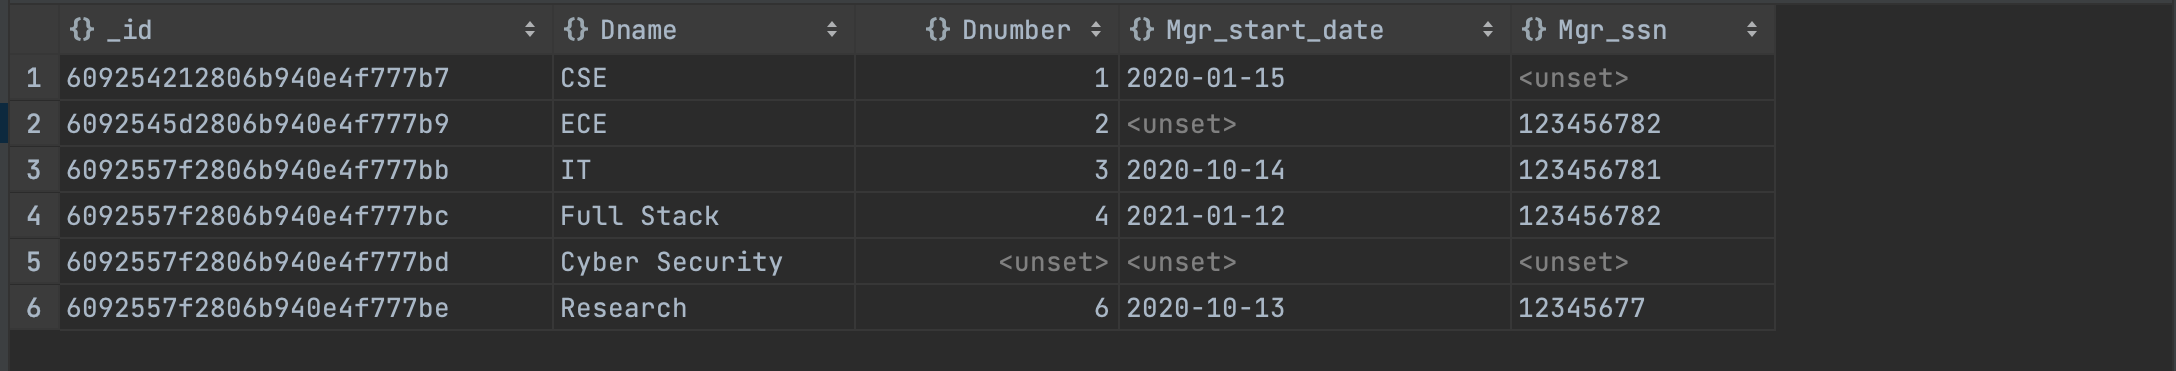 {} _id {} Dname {} Dnumber {} Mgr_start_date {} Mgr_ssn
1 609254212806b940e4f777b7 CSE 1 2020-01-15 <unset>
2 6092545d2806b940e4f777b9 ECE 2 <unset> 123456782
3 6092557f2806b940e4f777bb IT 3 2020-10-14 123456781
4 6092557f2806b940e4f777bc Full Stack 4 2021-01-12 123456782
5 6092557f2806b940e4f777bd Cyber Security <unset> <unset> <unset>
6 6092557f2806b940e4f777be Research 6 2020-10-13 12345677